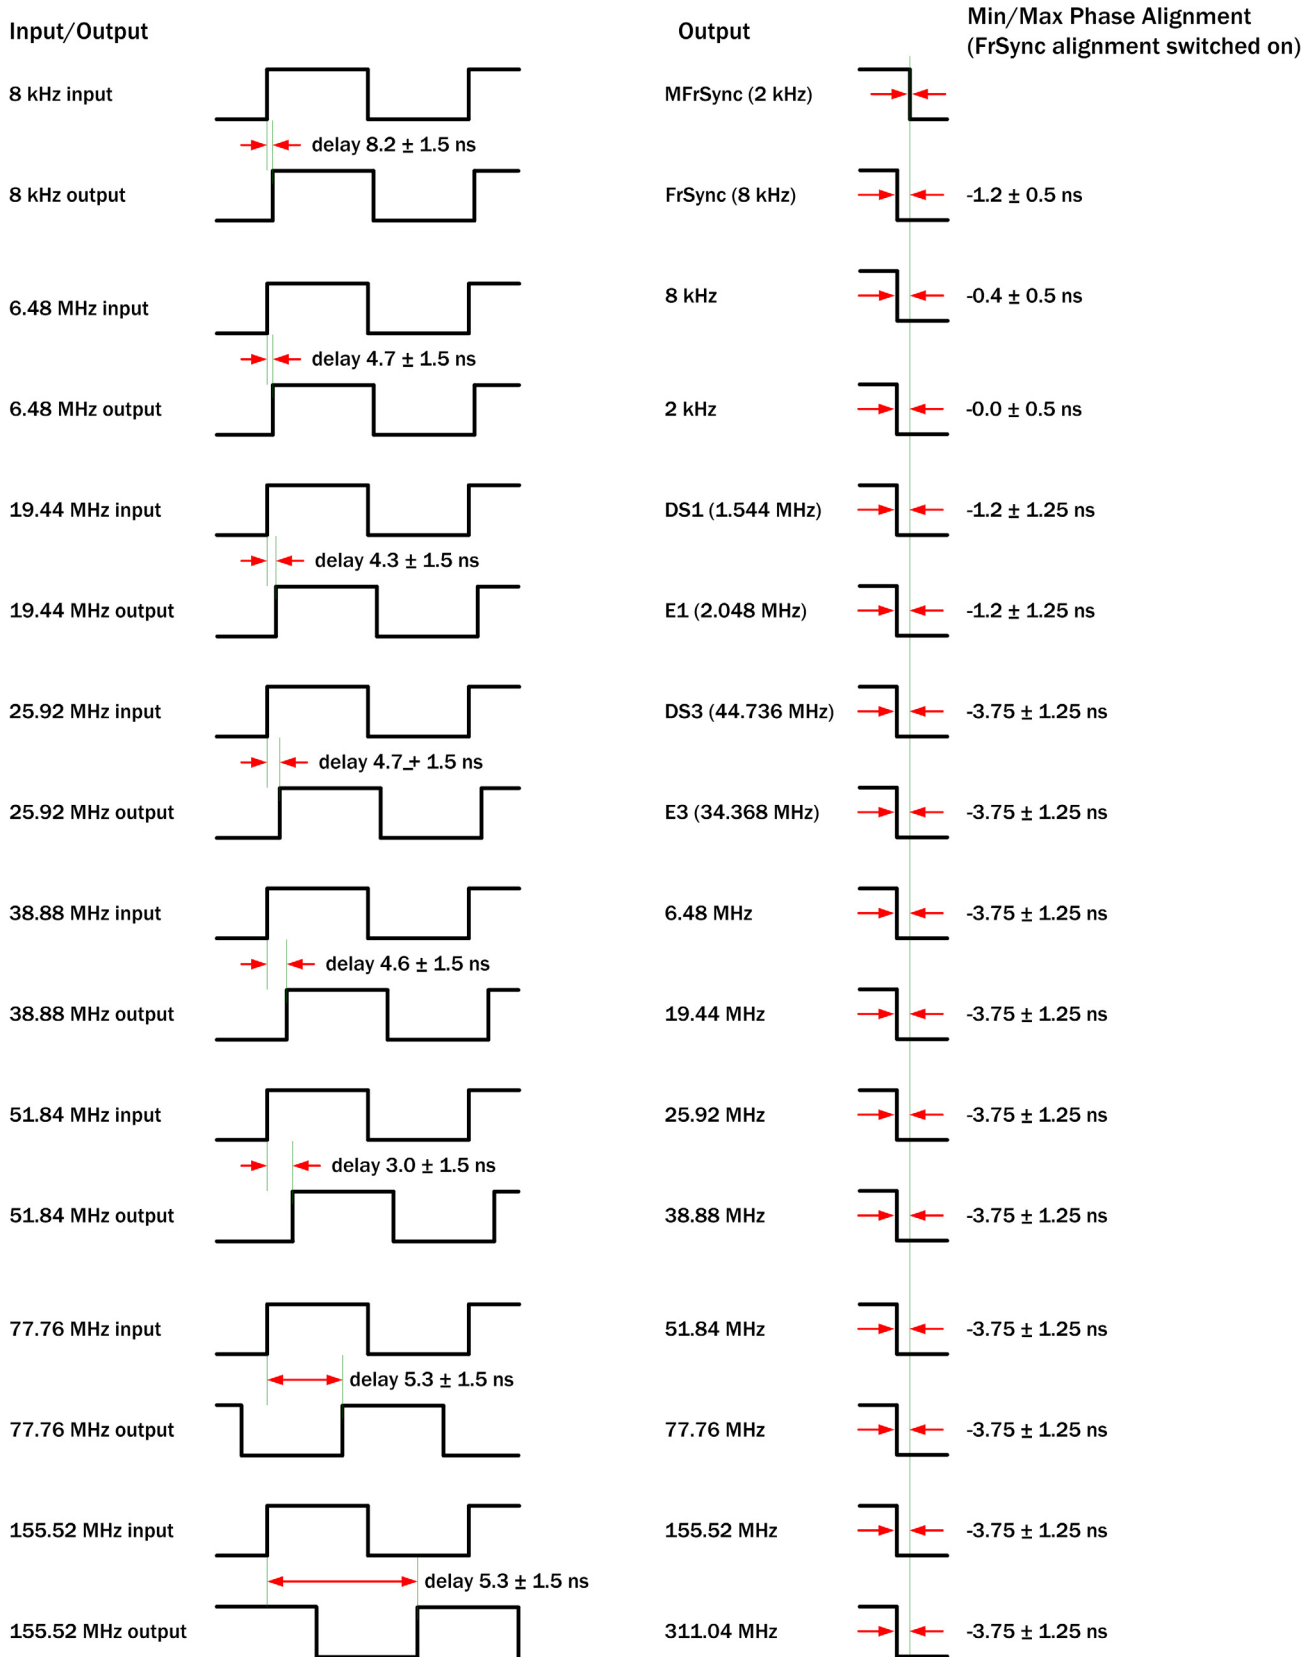 Input/Output
8 kHz input
delay 8.2 ± 1.5 ns
8 kHz output
6.48 MHz input
delay 4.7 ± 1.5 ns
6.48 MHz output
19.44 MHz input
delay 4.3 ± 1.5 ns
19.44 MHz output
25.92 MHz input
delay 4.7_+ 1.5 ns
25.92 MHz output
38.88 MHz input
delay 4.6 ± 1.5 ns
38.88 MHz output
51.84 MHz input
delay 3.0 ± 1.5 ns
51.84 MHz output
77.76 MHz input
delay 5.3 ± 1.5 ns
77.76 MHz output
155.52 MHz input
delay 5.3 ± 1.5 ns
155.52 MHz output
Output
Min/Max Phase Alignment
(FrSync alignment switched on)
MFrSync (2 kHz)
FrSync (8 kHz) -1.2 ± 0.5 ns
8 kHz -0.4 ± 0.5 ns
2 kHz -0.0 ± 0.5 ns
DS1 (1.544 MHz) -1.2 ± 1.25 ns
E1 (2.048 MHz) -1.2 ± 1.25 ns
DS3 (44.736 MHz) -3.75 ± 1.25 ns
E3 (34.368 MHz) -3.75 ± 1.25 ns
6.48 MHz -3.75 ± 1.25 ns
19.44 MHz -3.75 ± 1.25 ns
25.92 MHz -3.75 ± 1.25 ns
38.88 MHz -3.75 ± 1.25 ns
51.84 MHz -3.75 ± 1.25 ns
77.76 MHz -3.75 ± 1.25 ns
155.52 MHz -3.75 ± 1.25 ns
311.04 MHz -3.75 ± 1.25 ns